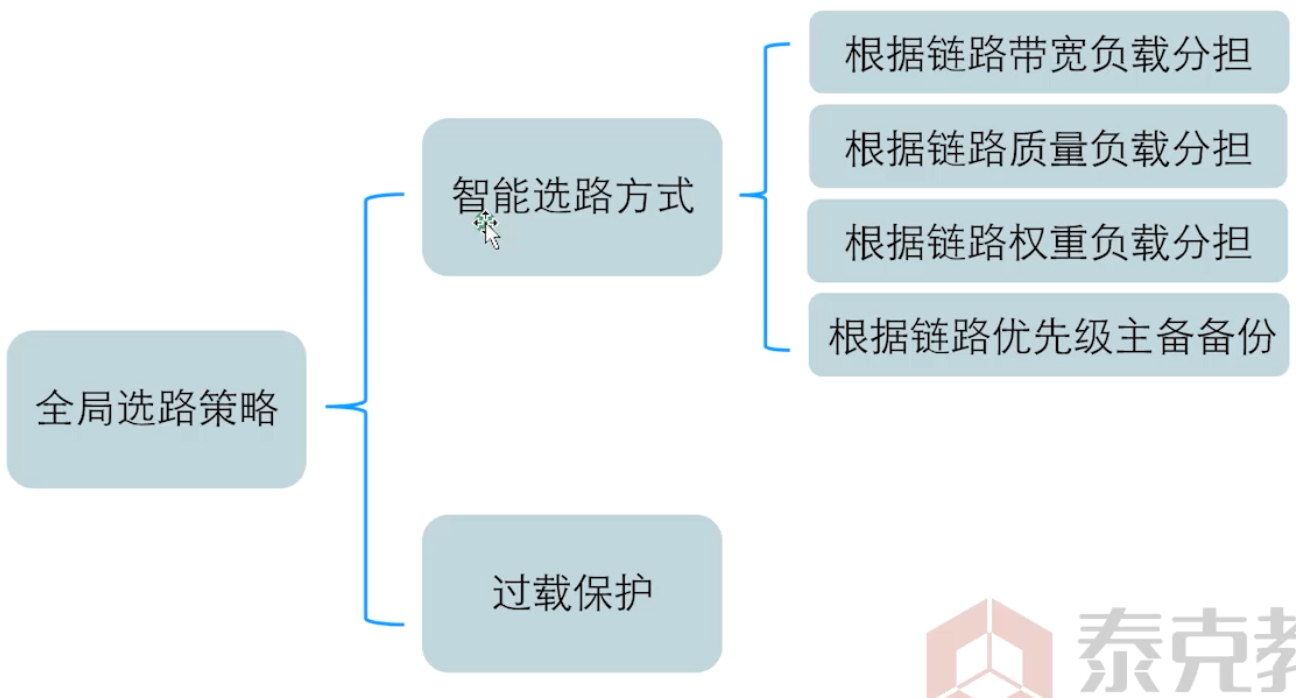 全局选路策略
智能选路方式
根据链路带宽负载分担
根据链路质量负载分担
根据链路权重负载分担
根据链路优先级主备备份
过载保护
泰克教